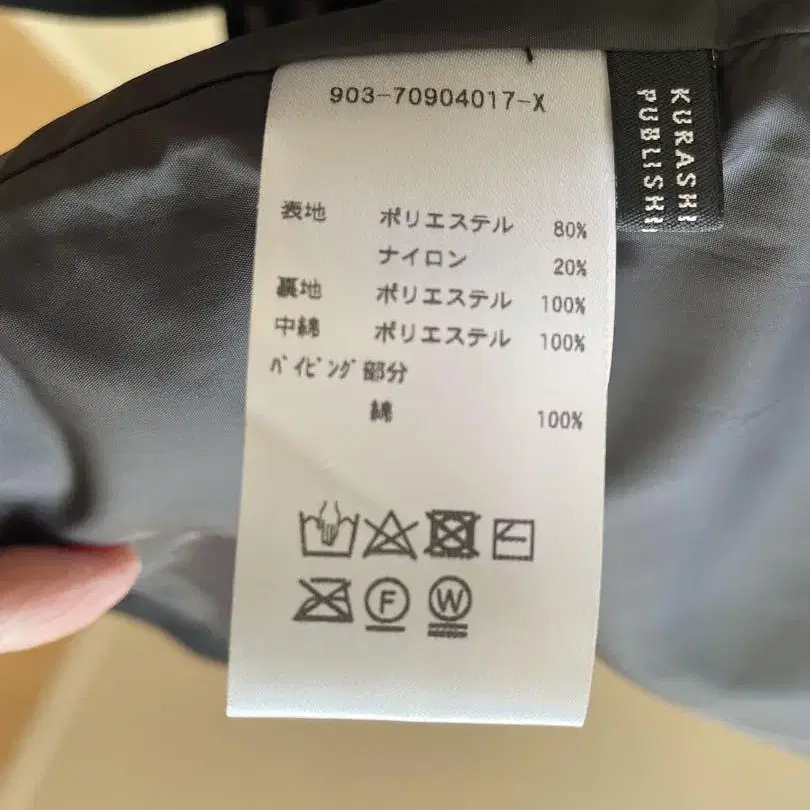 903-70904017-X
表地 ポリエステル 80%
ナイロン 20%
裏地 ポリエステル 100%
中綿 ポリエステル 100%
パイピング部分
綿 100%
F W
KURASHI
PUBLISHI